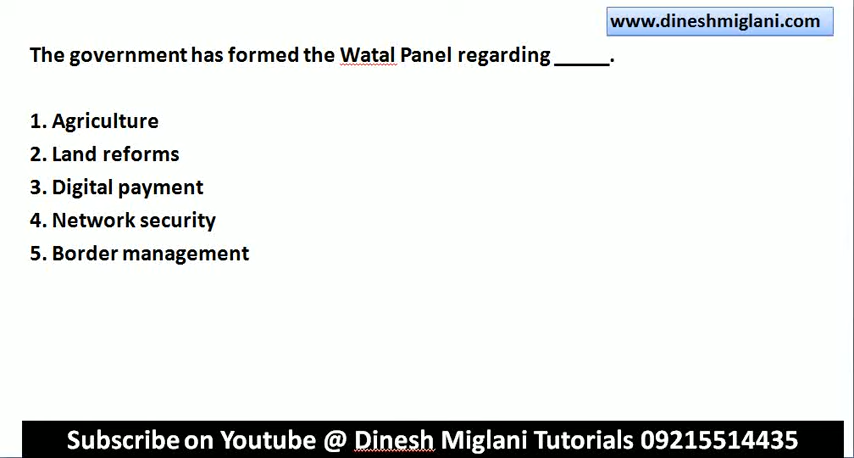 www.dineshmiglani.com
The government has formed the Watal Panel regarding _____.
1. Agriculture
2. Land reforms
3. Digital payment
4. Network security
5. Border management
Subscribe on Youtube @ Dinesh Miglani Tutorials 09215514435